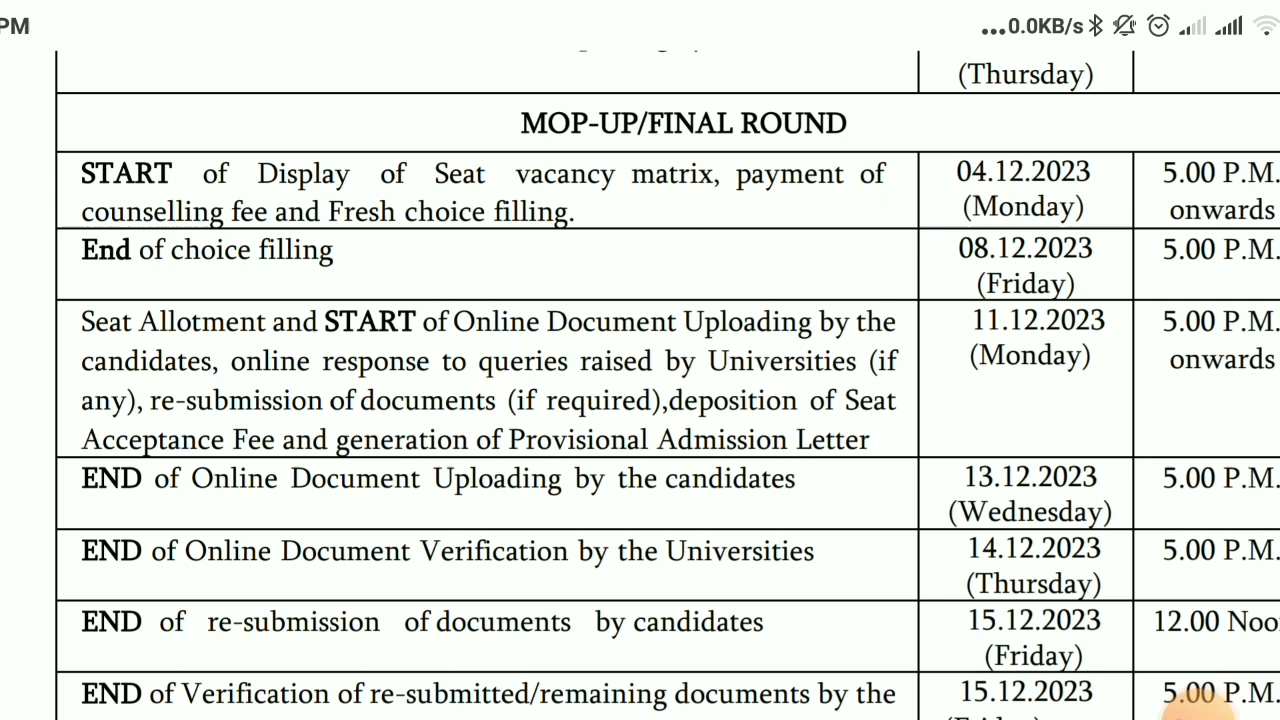 PM
...0.0KB/s
(Thursday)
MOP-UP/FINAL ROUND
START of Display of Seat vacancy matrix, payment of
counselling fee and Fresh choice filling.
04.12.2023
(Monday)
5.00 P.M.
onwards
End of choice filling
08.12.2023
(Friday)
5.00 P.M.
Seat Allotment and START of Online Document Uploading by the
candidates, online response to queries raised by Universities (if
any), re-submission of documents (if required),deposition of Seat
Acceptance Fee and generation of Provisional Admission Letter
11.12.2023
(Monday)
5.00 P.M.
onwards
END of Online Document Uploading by the candidates
13.12.2023
(Wednesday)
5.00 P.M.
END of Online Document Verification by the Universities
14.12.2023
(Thursday)
5.00 P.M.
END of re-submission of documents by candidates
15.12.2023
(Friday)
12.00 Noo
END of Verification of re-submitted/remaining documents by the
15.12.2023
5.00 P.M.